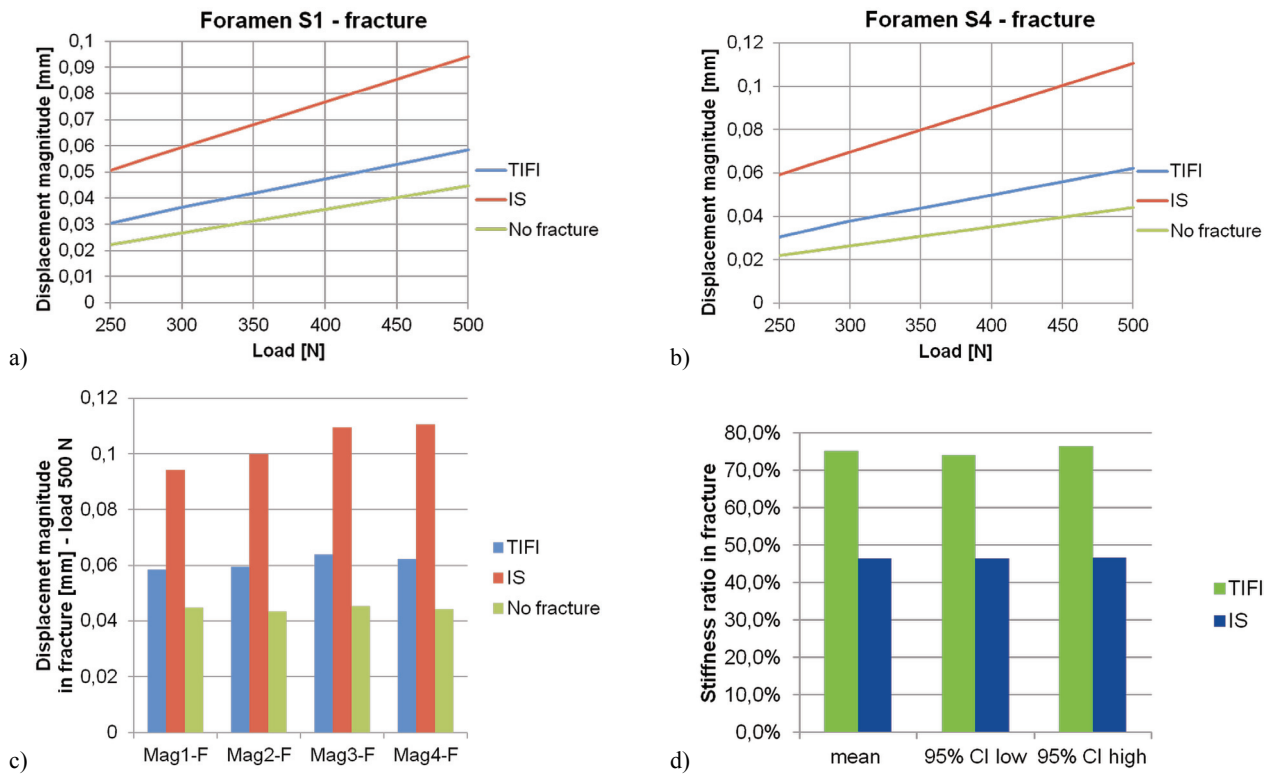 Foramen S1 - fracture
Displacement magnitude [mm]
0,1
0,09
0,08
0,07
0,06
0,05
0,04
0,03
0,02
0,01
0
250 300 350 400 450 500
Load [N]
TIFI
IS
No fracture
a)
Foramen S4 - fracture
Displacement magnitude [mm]
0,12
0,1
0,08
0,06
0,04
0,02
0
250 300 350 400 450 500
Load [N]
TIFI
IS
No fracture
b)
Displacmet magnitude
in fracture [mm] - load 500 N
0,12
0,1
0,08
0,06
0,04
0,02
0
Mag1-F Mag2-F Mag3-F Mag4-F
TIFI
IS
No fracture
c)
Stiffness ratio in fracture
80,0%
70,0%
60,0%
50,0%
40,0%
30,0%
20,0%
10,0%
0,0%
mean 95% CI low 95% CI high
TIFI
IS
d)